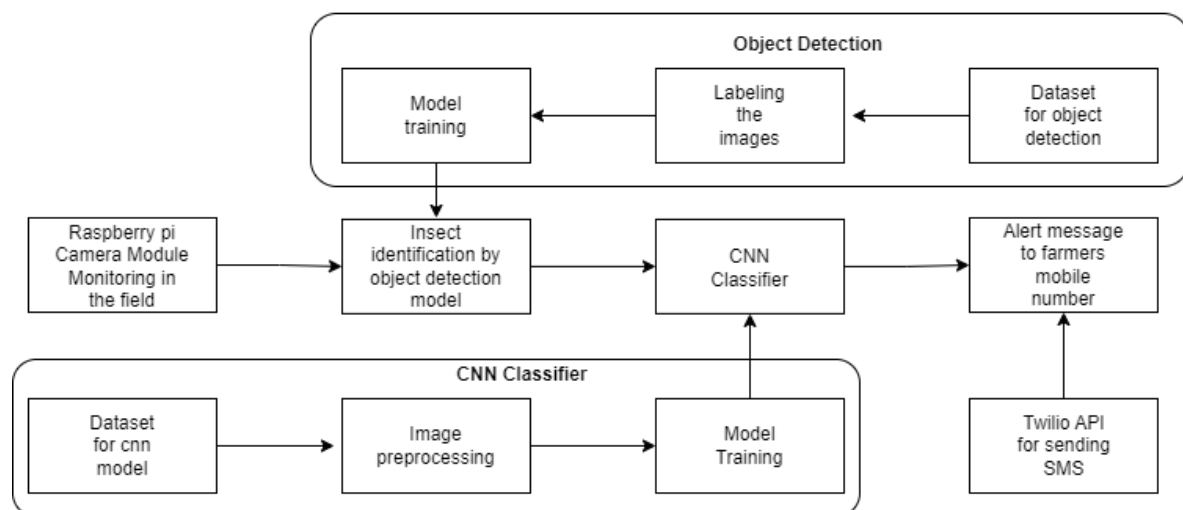 Object Detection
Model
training
Labeling
the
images
Dataset
for object
detection
Raspberry pi
Camera Module
Monitoring in
the field
Insect
identification by
object detection
model
CNN
Classifier
Alert message
to farmers
mobile
number
CNN Classifier
Dataset
for cnn
model
Image
preprocessing
Model
Training
Twilio API
for sending
SMS